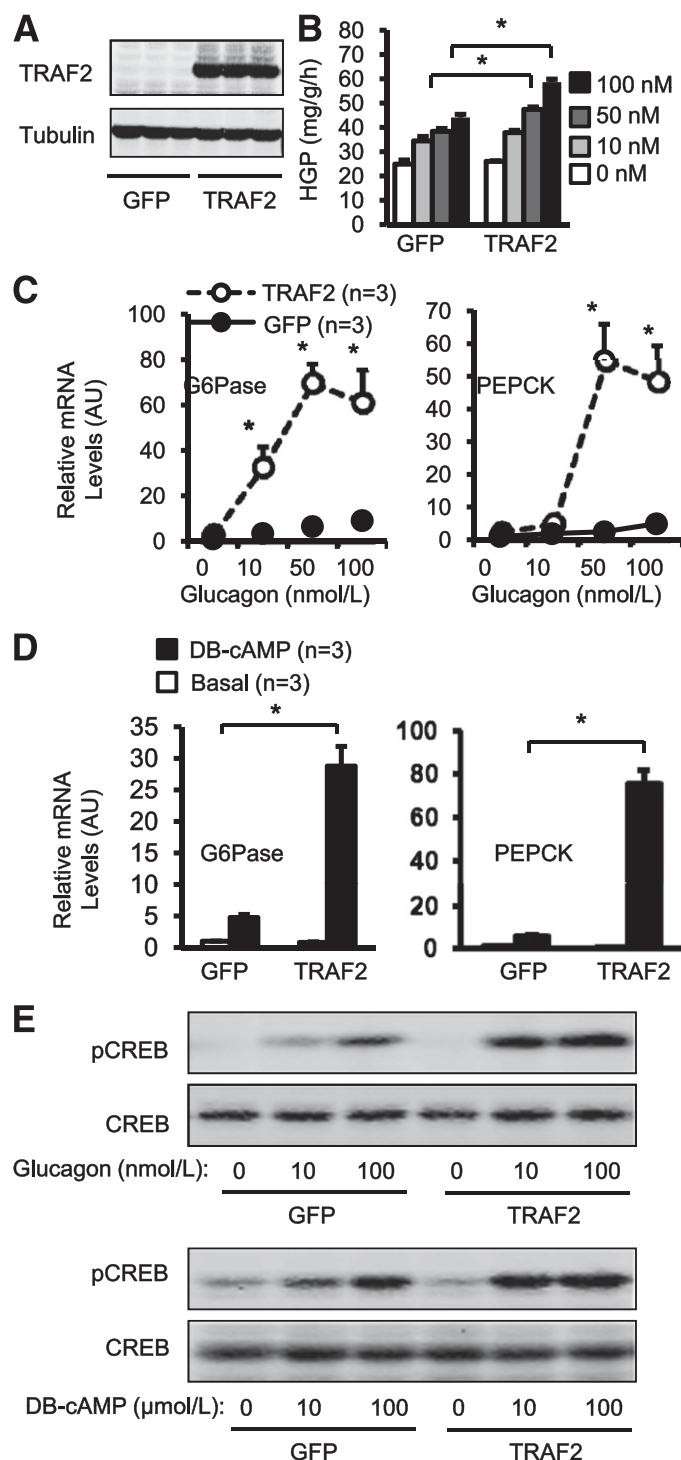 A
TRAF2
Tubulin
GFP TRAF2
B
HGP (mg/g/h)
80
70
60
50
40
30
20
10
0
* *
100 nM
50 nM
10 nM
0 nM
GFP TRAF2
C
TRAF2 (n=3)
GFP (n=3)
Relative mRNA
Levels (AU)
100
80
60
40
20
0
G6Pase
* * *
0 10 50 100
Glucagon (nmol/L)
70
60
50
40
30
20
10
0
PEPCK
* *
0 10 50 100
Glucagon (nmol/L)
D
DB-cAMP (n=3)
Basal (n=3)
Relative mRNA
Levels (AU)
35
30
25
20
15
10
5
0
*
G6Pase
GFP TRAF2
100
80
60
40
20
0
*
PEPCK
GFP TRAF2
E
pCREB
CREB
Glucagon (nmol/L): 0 10 100 0 10 100
GFP TRAF2
pCREB
CREB
DB-cAMP (µmol/L): 0 10 100 0 10 100
GFP TRAF2